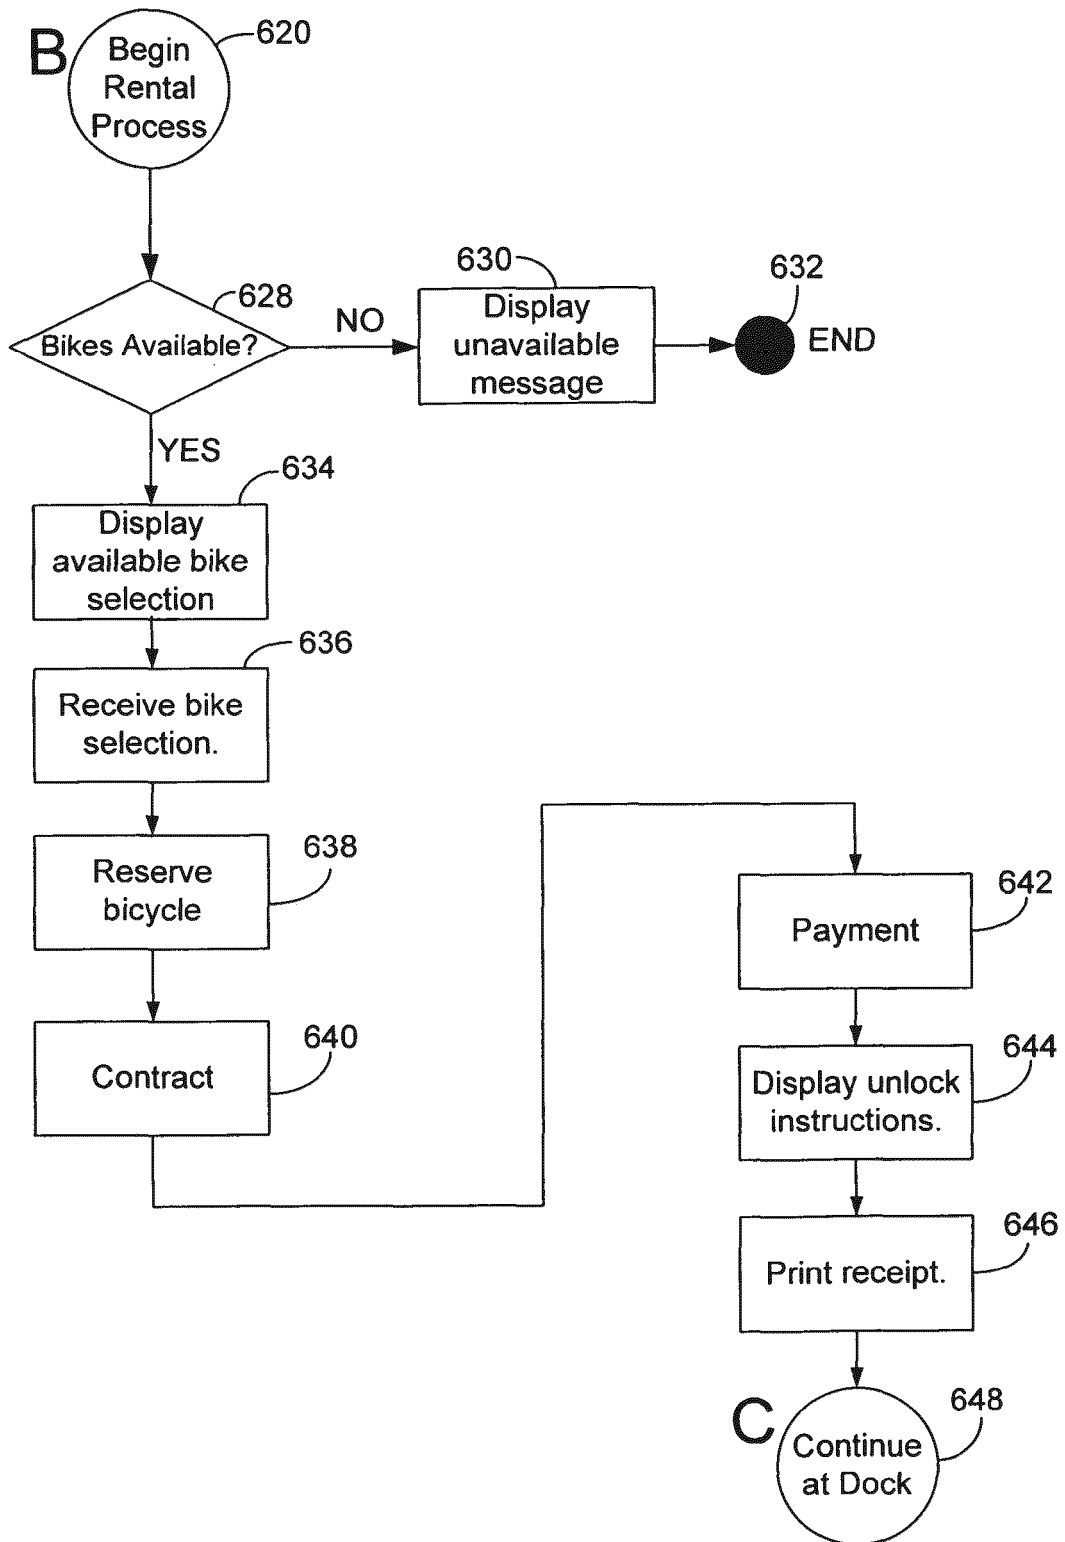 B
Begin
Rental
Process
620
628
Bikes Available?
NO
630
Display
unavailable
message
632
END
YES
634
Display
available bike
selection
636
Receive bike
selection.
638
Reserve
bicycle
640
Contract
642
Payment
644
Display unlock
instructions.
646
Print receipt.
C
648
Continue
at Dock